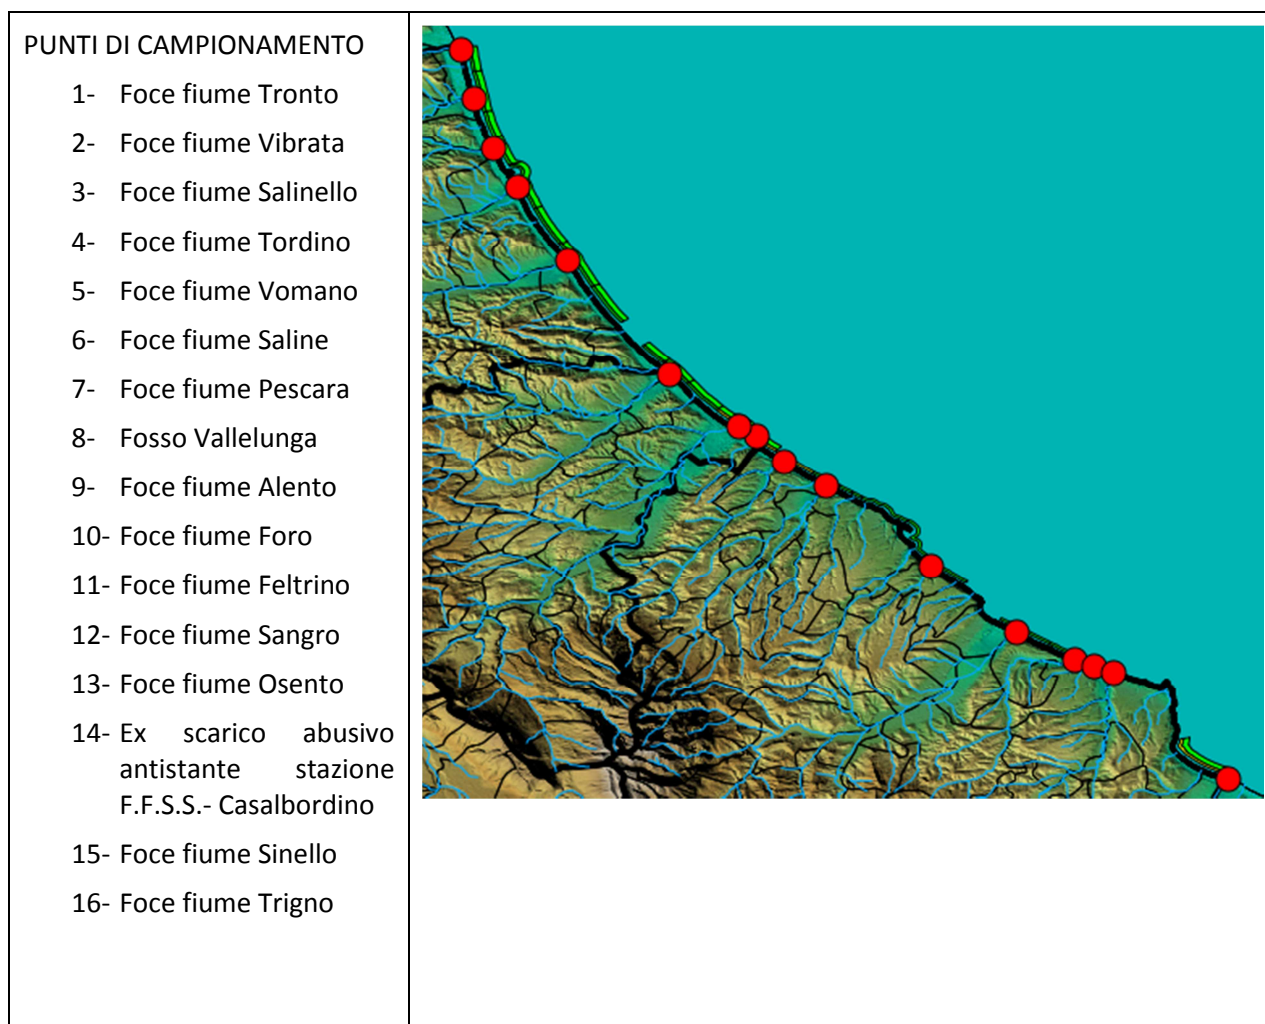 PUNTI DI CAMPIONAMENTO
1- Foce fiume Tronto
2- Foce fiume Vibrata
3- Foce fiume Salinello
4- Foce fiume Tordino
5- Foce fiume Vomano
6- Foce fiume Saline
7- Foce fiume Pescara
8- Fosso Vallelunga
9- Foce fiume Alento
10- Foce fiume Foro
11- Foce fiume Feltrino
12- Foce fiume Sangro
13- Foce fiume Osento
14- Ex scarico abusivo
antistante stazione
F.F.S.S.- Casalbordino
15- Foce fiume Sinello
16- Foce fiume Trigno